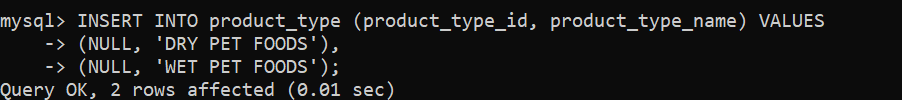 mysql> INSERT INTO product_type (product_type_id, product_type_name) VALUES
    -> (NULL, 'DRY PET FOODS'),
    -> (NULL, 'WET PET FOODS');
Query OK, 2 rows affected (0.01 sec)